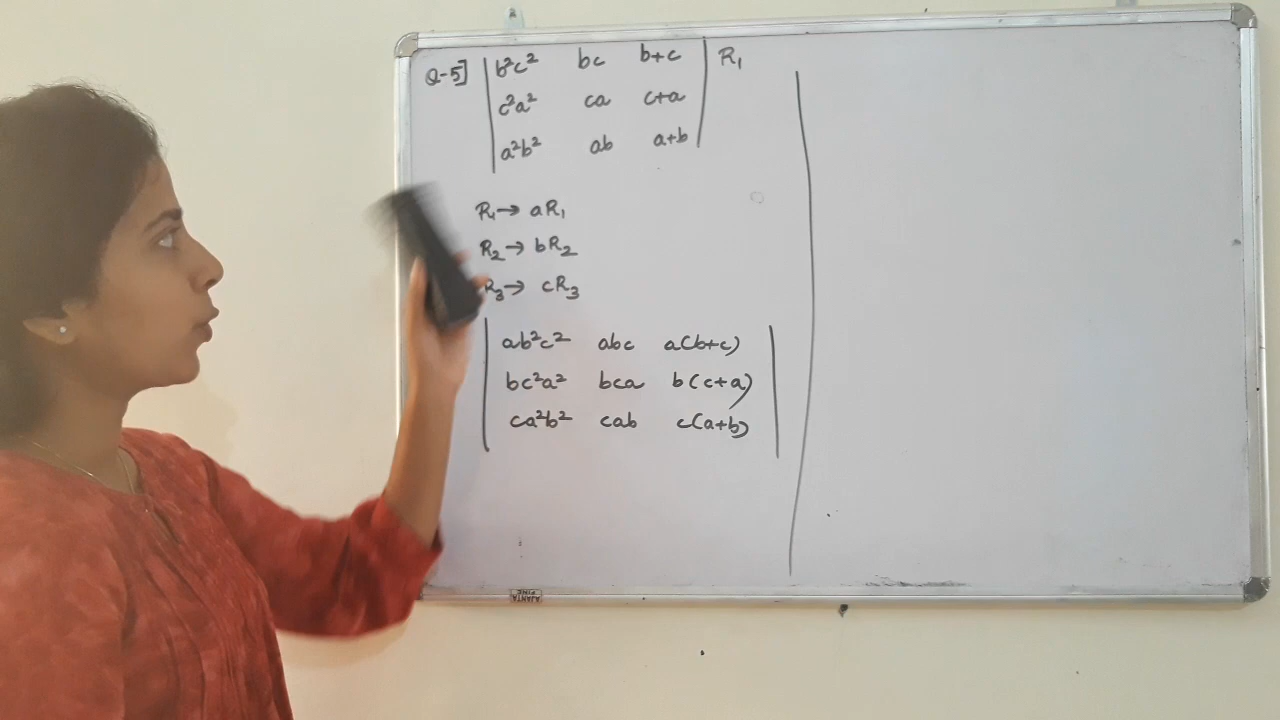 Q-5] | b²c² bc b+c | R₁
c²a² ca c+a
a²b² ab a+b
R₁→ aR₁
R₂→ bR₂
R₃→ cR₃
| ab²c² abc a(b+c) |
bc²a² bca b(c+a)
ca²b² cab c(a+b)
AJANTA